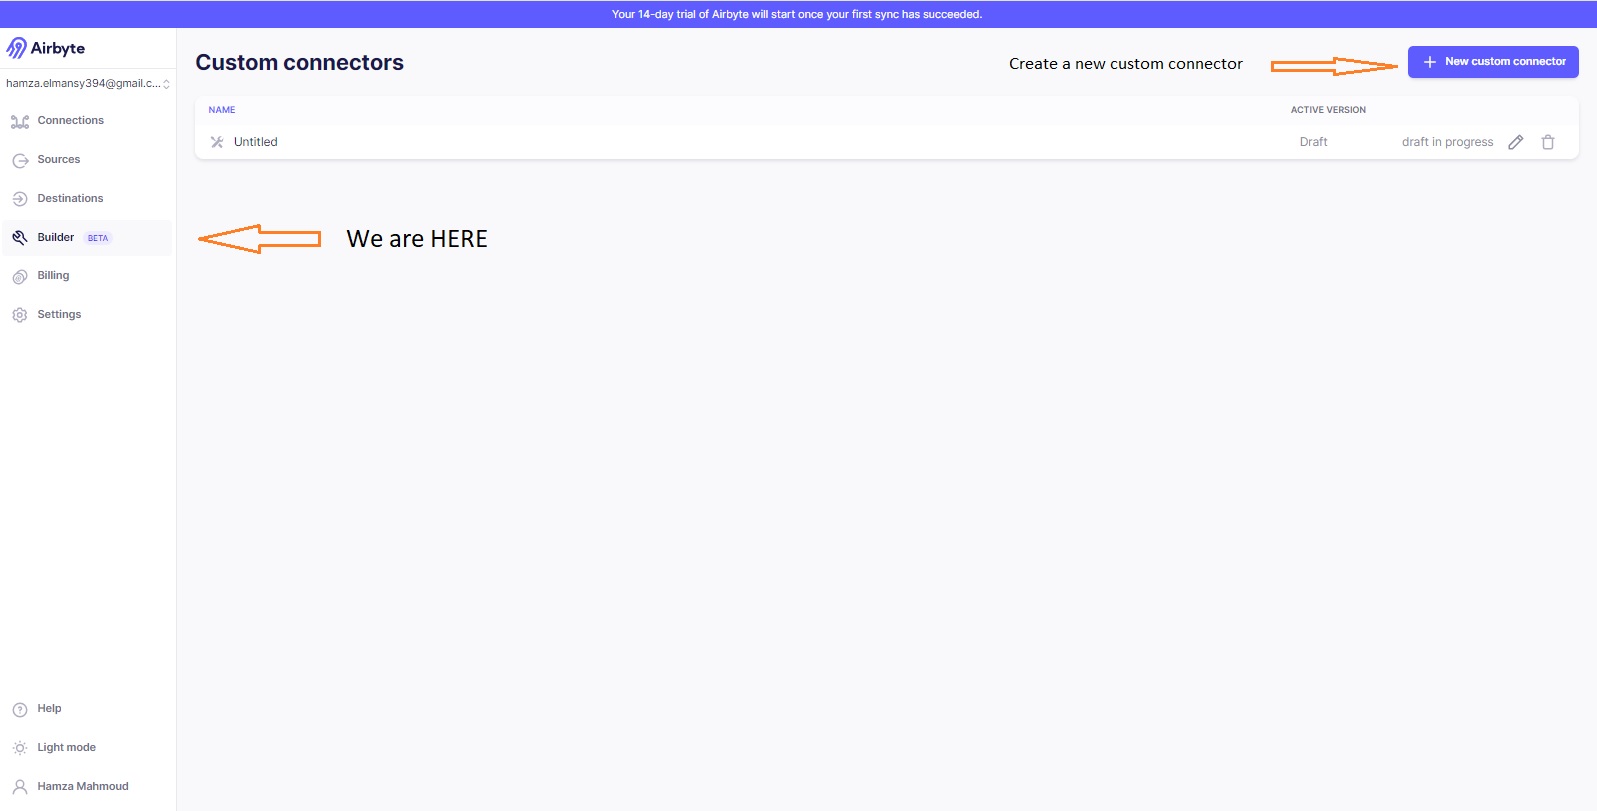 Your 14-day trial of Airbyte will start once your first sync has succeeded.
Airbyte
hamza.elmansy394@gmail.c...
Connections
Sources
Destinations
Builder BETA
Billing
Settings
Help
Light mode
Hamza Mahmoud
Custom connectors
Create a new custom connector
New custom connector
NAME ACTIVE VERSION
Untitled Draft draft in progress
We are HERE